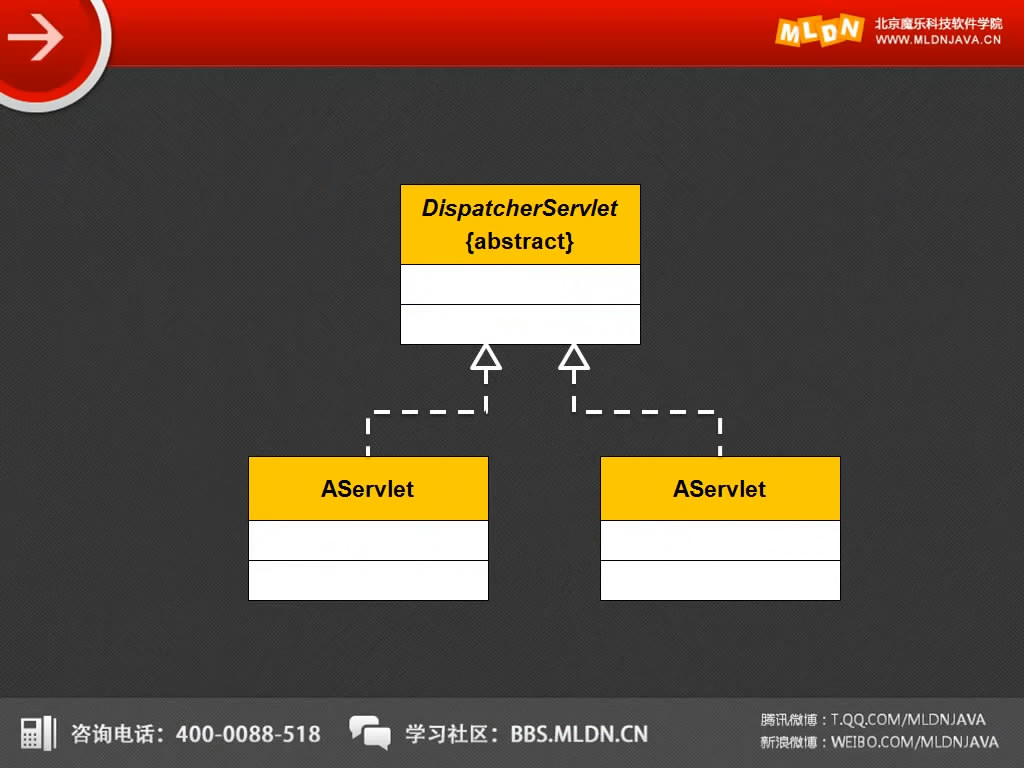 MLDN
北京魔乐科技软件学院
WWW.MLDNJAVA.CN
DispatcherServlet
{abstract}
AServlet
AServlet
咨询电话：400-0088-518
学习社区：BBS.MLDN.CN
腾讯微博：T.QQ.COM/MLDNJAVA
新浪微博：WEIBO.COM/MLDNJAVA